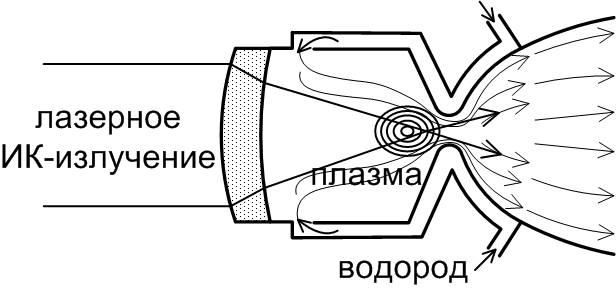 лазерное
ИК-излучение
плазма
водород